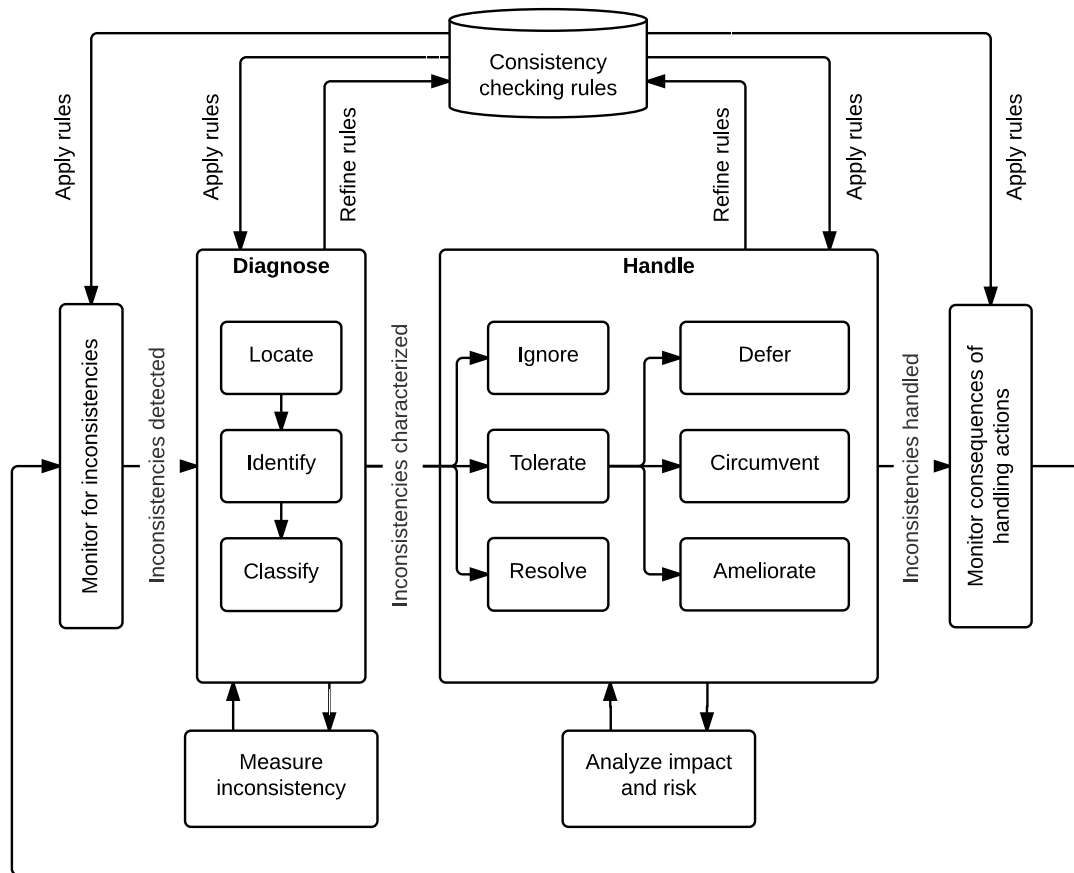 Consistency
checking rules
Apply rules
Apply rules
Refine rules
Refine rules
Apply rules
Apply rules
Monitor for inconsistencies
Inconsistencies detected
Diagnose
Locate
Identify
Classify
Inconsistencies characterized
Handle
Ignore
Tolerate
Resolve
Defer
Circumvent
Ameliorate
Inconsistencies handled
Monitor consequences of
handling actions
Measure
inconsistency
Analyze impact
and risk